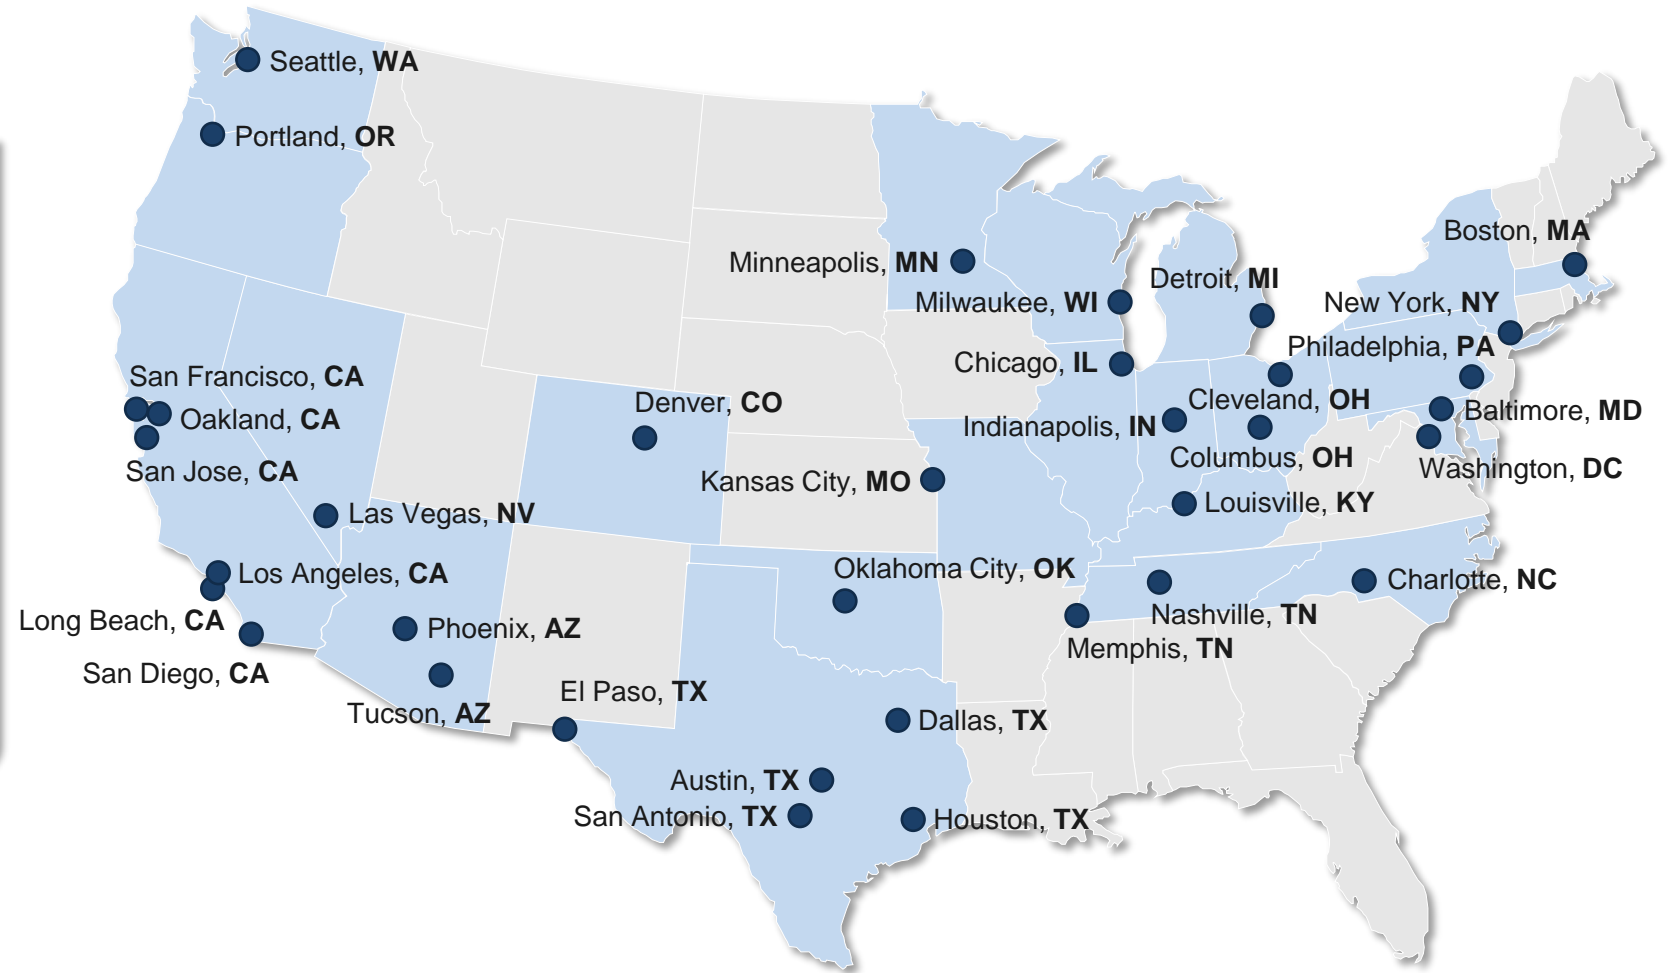 Seattle, WA
Portland, OR
Boston, MA
Minneapolis, MN
Detroit, MI
Milwaukee, WI
New York, NY
Philadelphia, PA
Chicago, IL
San Francisco, CA
Denver, CO
Cleveland, OH
Baltimore, MD
Oakland, CA
Indianapolis, IN
Columbus, OH
Washington, DC
San Jose, CA
Kansas City, MO
Louisville, KY
Las Vegas, NV
Oklahoma City, OK
Los Angeles, CA
Charlotte, NC
Nashville, TN
Long Beach, CA
Phoenix, AZ
Memphis, TN
San Diego, CA
El Paso, TX
Tucson, AZ
Dallas, TX
Austin, TX
San Antonio, TX
Houston, TX